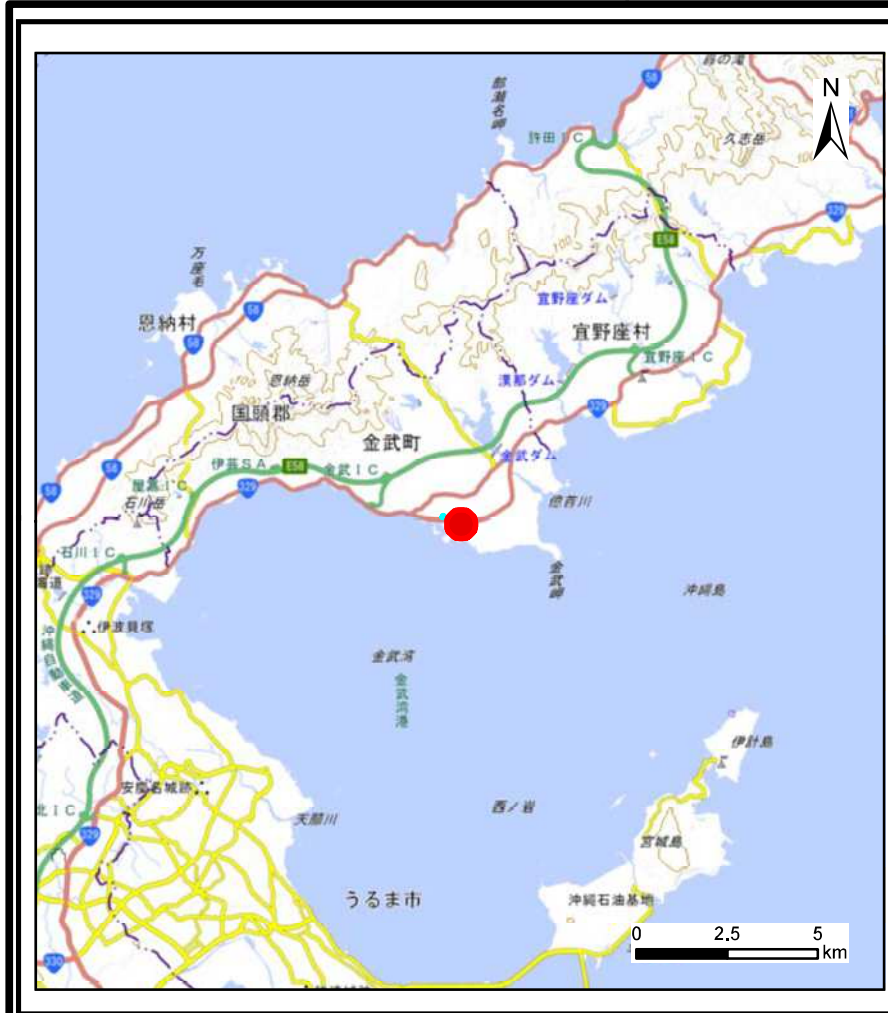 58
N
部瀬名岬
許田IC
久志岳
329
E58
万座毛
宜野座ダム
58
恩納村
宜野座村
58
宜野座IC
恩納岳
漢那ダム
329
国頭郡
金武町
金武ダム
伊芸SA
E58
金武IC
58
屋嘉IC
329
58
石川岳
億首川
石川IC
金武岬
沖縄島
329
伊波貝塚
沖縄自動車道
金武湾
金武湾港
伊計島
安慶名城跡
西ノ岩
天願川
北IC
329
宮城島
うるま市
沖縄石油基地
0 2.5 5
km
330